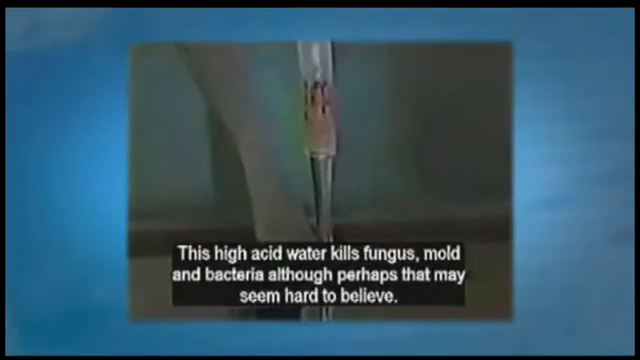 This high acid water kills fungus, mold
and bacteria although perhaps that may
seem hard to believe.